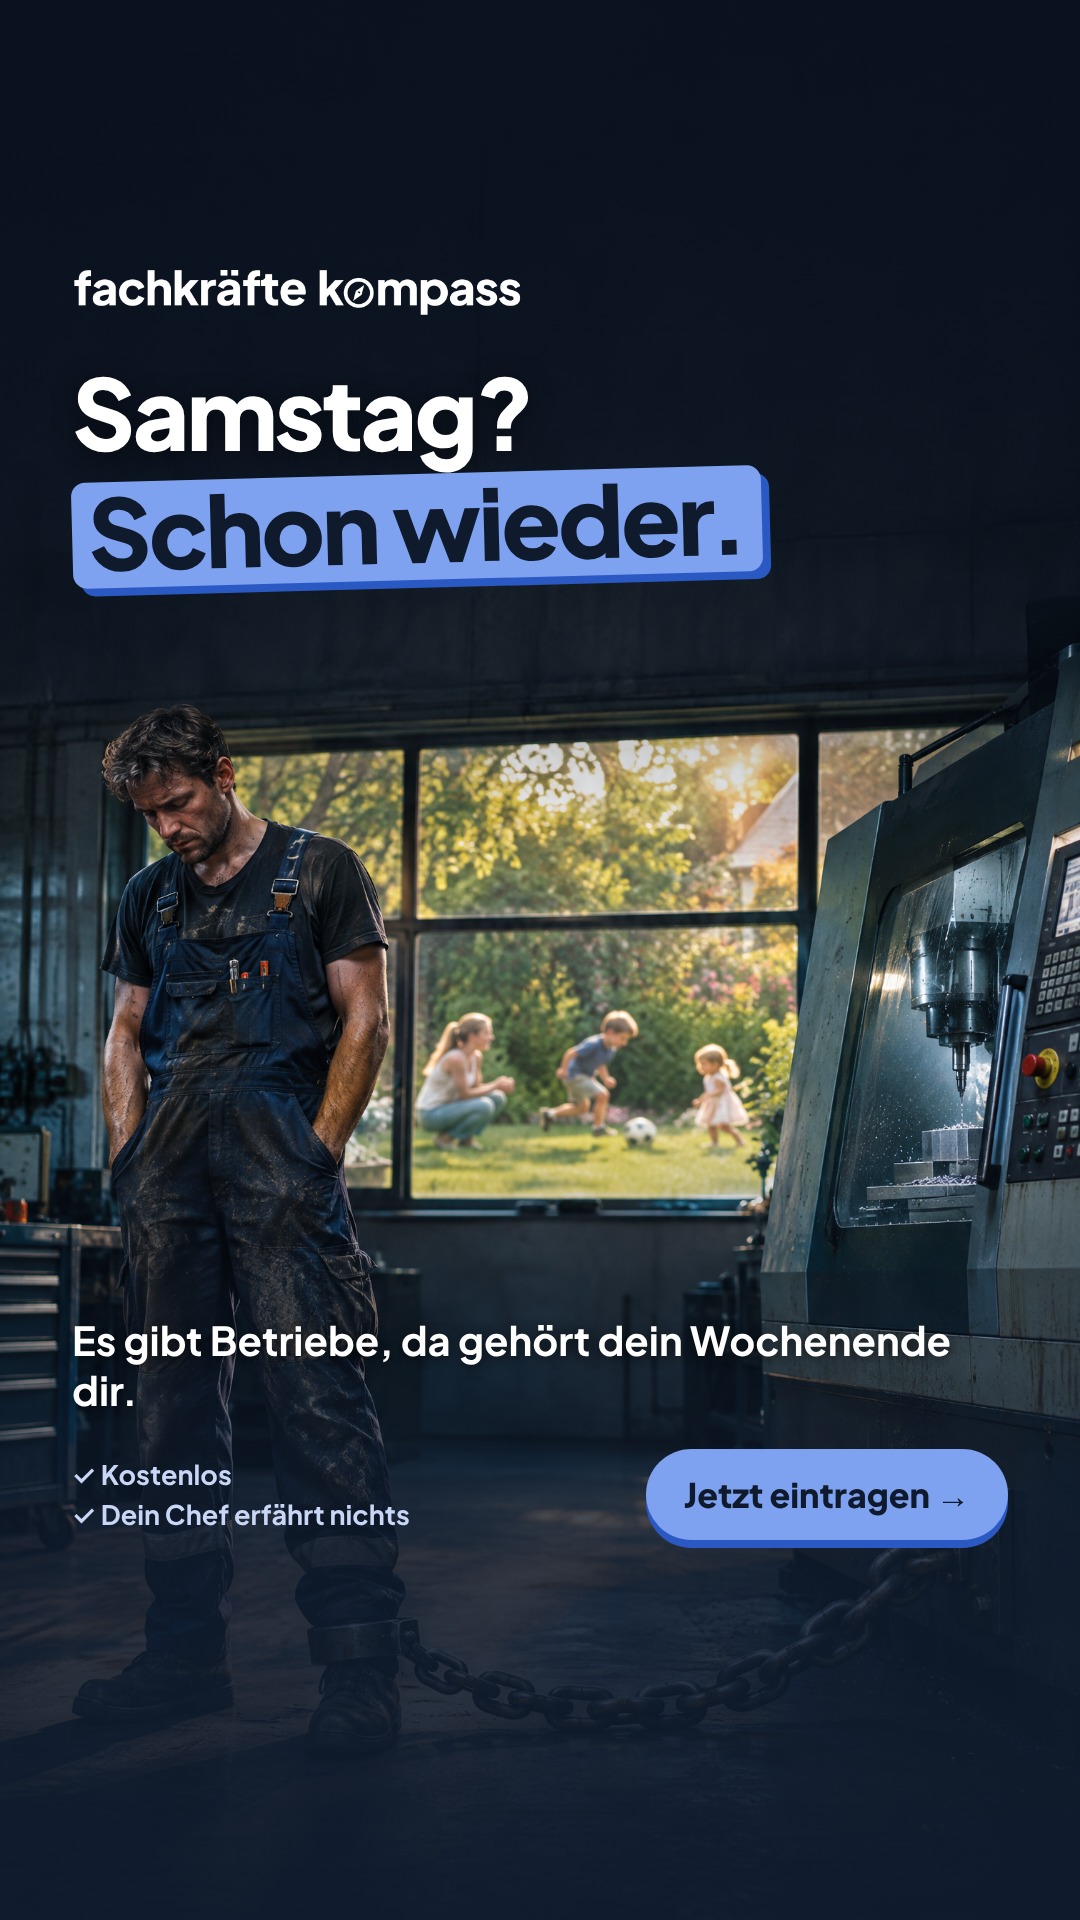 fachkräfte kompass
Samstag?
Schon wieder.
Es gibt Betriebe, da gehört dein Wochenende
dir.
✓ Kostenlos
✓ Dein Chef erfährt nichts
Jetzt eintragen →